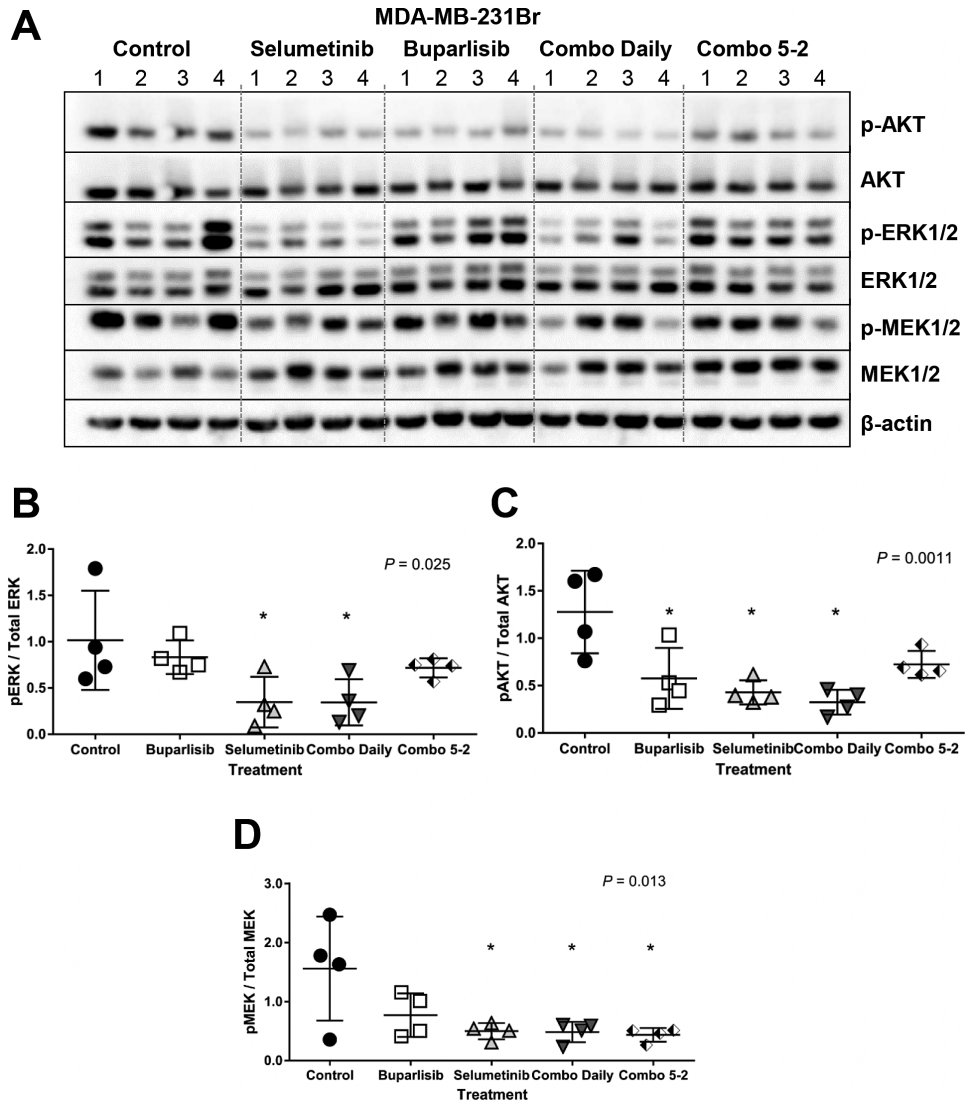 A
MDA-MB-231Br
Control Selumetinib Buparlisib Combo Daily Combo 5-2
1 2 3 4 1 2 3 4 1 2 3 4 1 2 3 4 1 2 3 4
p-AKT
AKT
p-ERK1/2
ERK1/2
p-MEK1/2
MEK1/2
β-actin
B
pERK / Total ERK
2.0
1.5
1.0
0.5
0.0
P = 0.025
* *
Control Buparlisib Selumetinib Combo Daily Combo 5-2
Treatment
C
pAKT / Total AKT
2.0
1.5
1.0
0.5
0.0
P = 0.0011
* * *
Control Buparlisib Selumetinib Combo Daily Combo 5-2
Treatment
D
pMEK / Total MEK
3.0
2.0
1.0
0.0
P = 0.013
* * *
Control Buparlisib Selumetinib Combo Daily Combo 5-2
Treatment